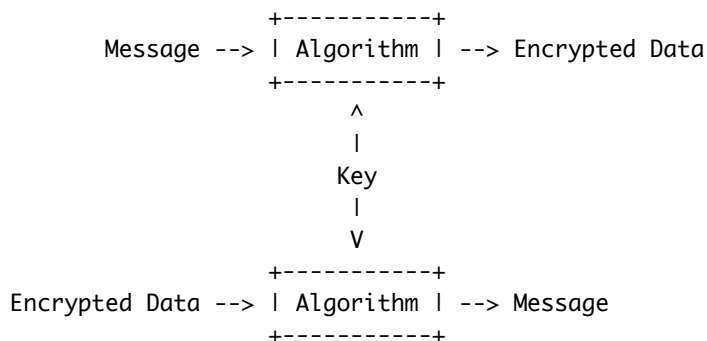 +-----------+
Message --> | Algorithm | --> Encrypted Data
+-----------+
^
|
Key
|
V
+-----------+
Encrypted Data --> | Algorithm | --> Message
+-----------+